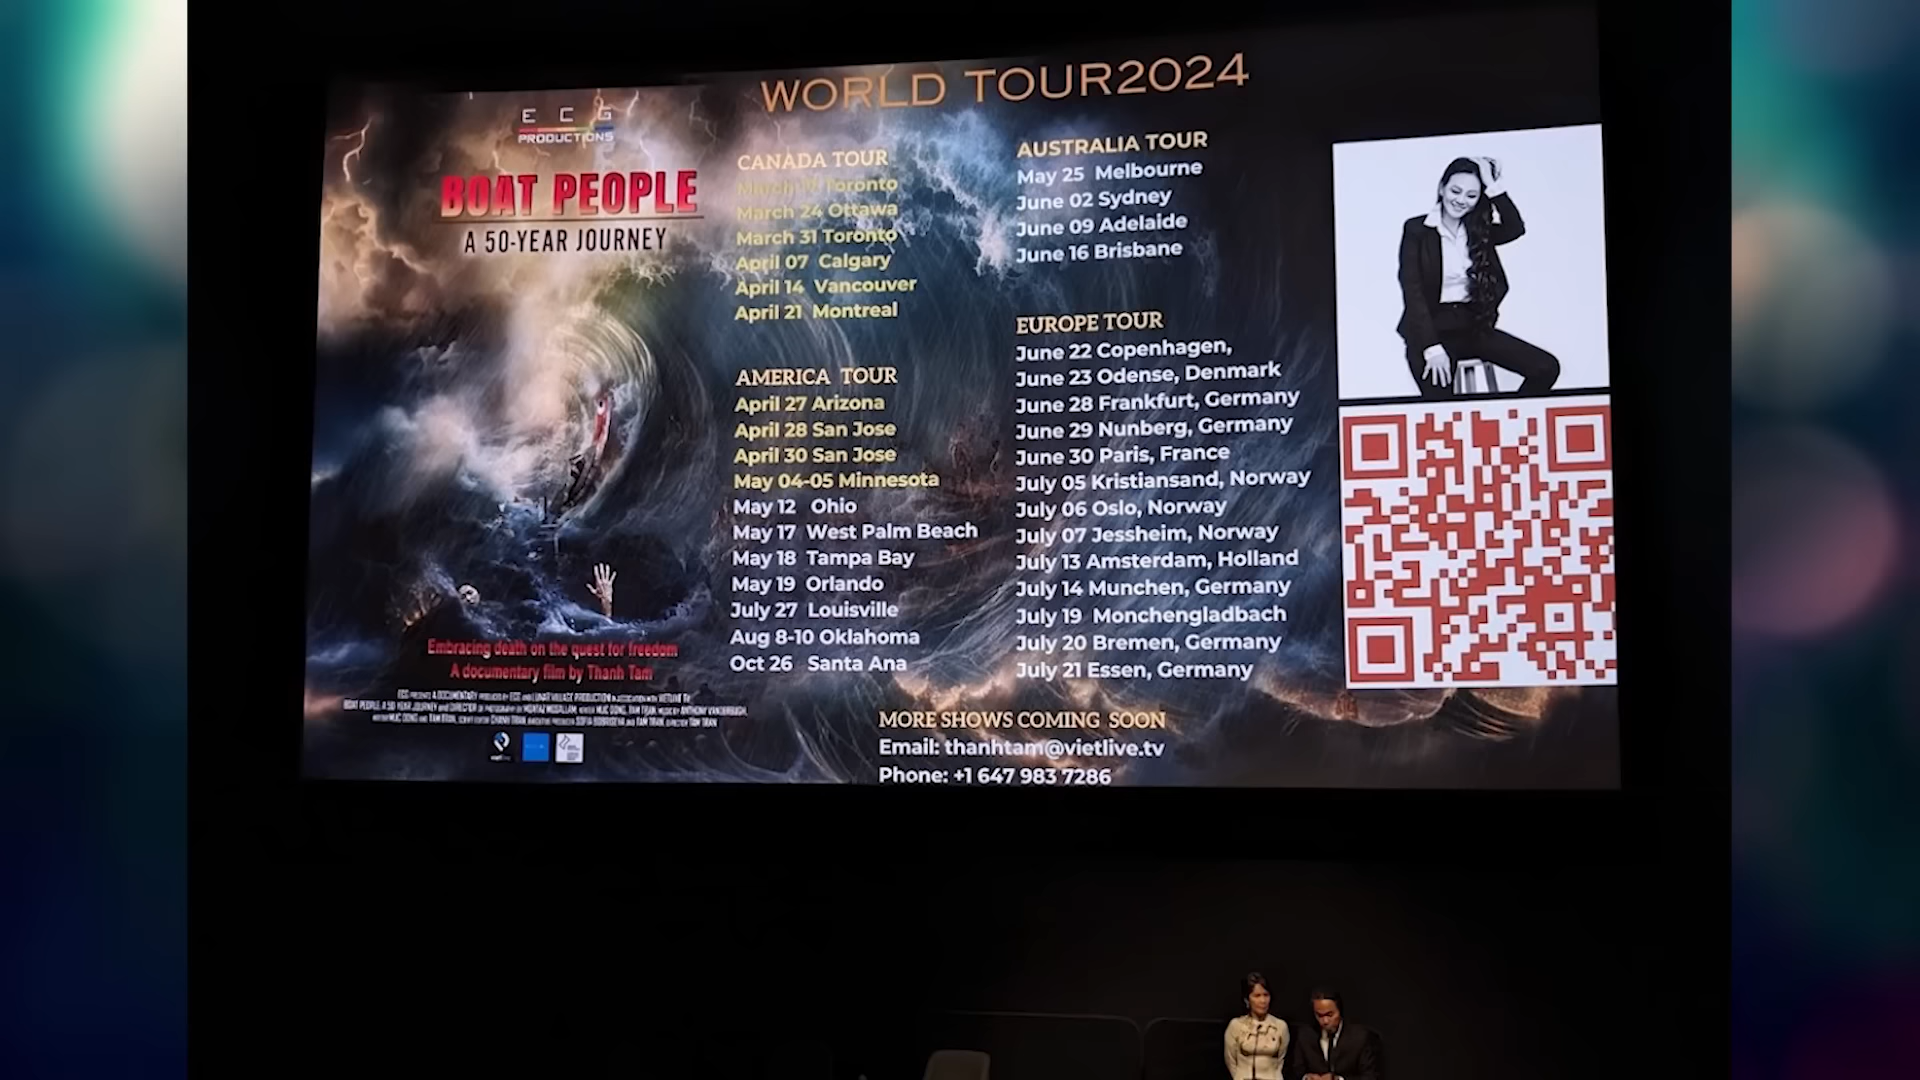 WORLD TOUR2024
E C G
PRODUCTIONS
BOAT PEOPLE
A 50-YEAR JOURNEY
Embracing death on the quest for freedom
A documentary film by Thanh Tam
CANADA TOUR
Toronto
March 24 Ottawa
March 31 Toronto
April 07 Calgary
April 14 Vancouver
April 21 Montreal
AMERICA TOUR
April 27 Arizona
April 28 San Jose
April 30 San Jose
May 04-05 Minnesota
May 12 Ohio
May 17 West Palm Beach
May 18 Tampa Bay
May 19 Orlando
July 27 Louisville
Aug 8-10 Oklahoma
Oct 26 Santa Ana
AUSTRALIA TOUR
May 25 Melbourne
June 02 Sydney
June 09 Adelaide
June 16 Brisbane
EUROPE TOUR
June 22 Copenhagen,
June 23 Odense, Denmark
June 28 Frankfurt, Germany
June 29 Nunberg, Germany
June 30 Paris, France
July 05 Kristiansand, Norway
July 06 Oslo, Norway
July 07 Jessheim, Norway
July 13 Amsterdam, Holland
July 14 Munchen, Germany
July 19 Monchengladbach
July 20 Bremen, Germany
July 21 Essen, Germany
MORE SHOWS COMING SOON
Email: thanhtam@vietlive.tv
Phone: +1 647 983 7286